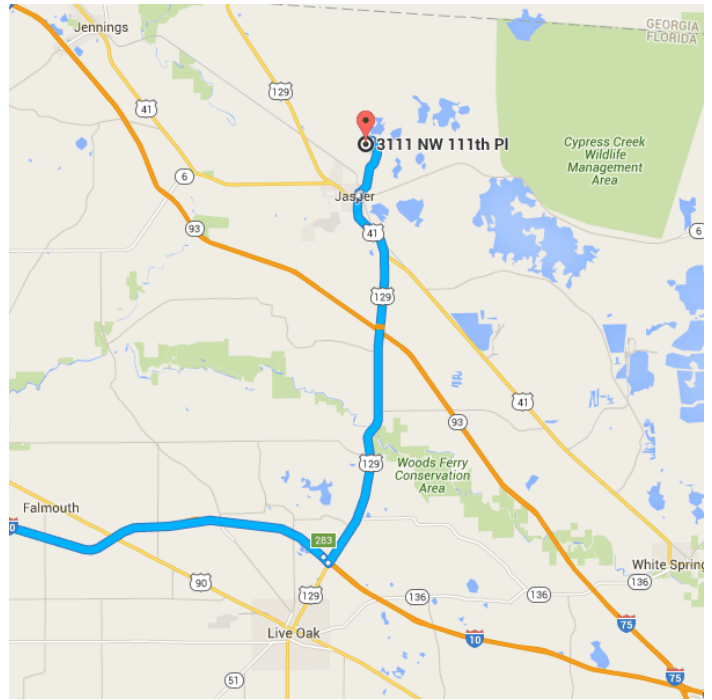 GEORGIA
FLORIDA
Jennings
41
129
3111 NW 111th Pl
Cypress Creek
Wildlife
Management
Area
6
Jasper
93
41
6
129
41
93
129
Woods Ferry
Conservation
Area
Falmouth
0
283
White Spring
90
129
136
136
136
Live Oak
10
75
51
75